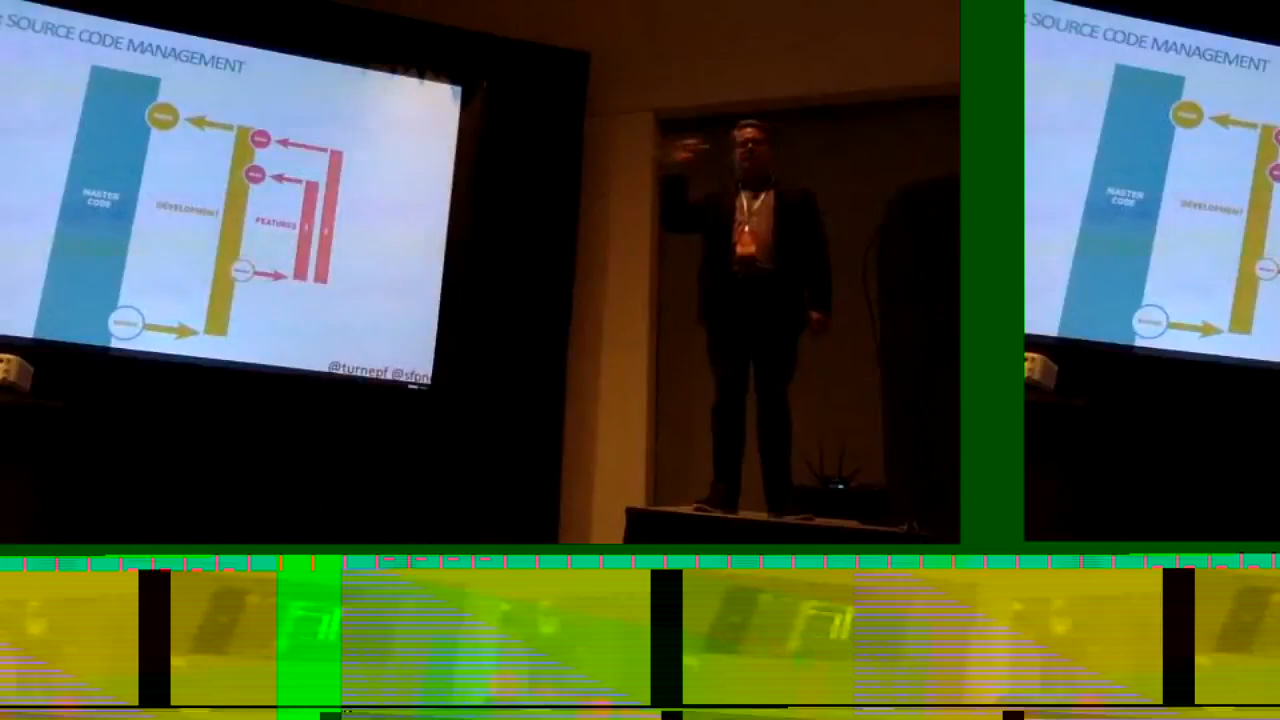 SOURCE CODE MANAGEMENT
MASTER
CODE
DEVELOPMENT
FEATURES
@turnepf @sfpn
SOURCE CODE MANAGEMENT
MASTER
CODE
DEVELOPMENT